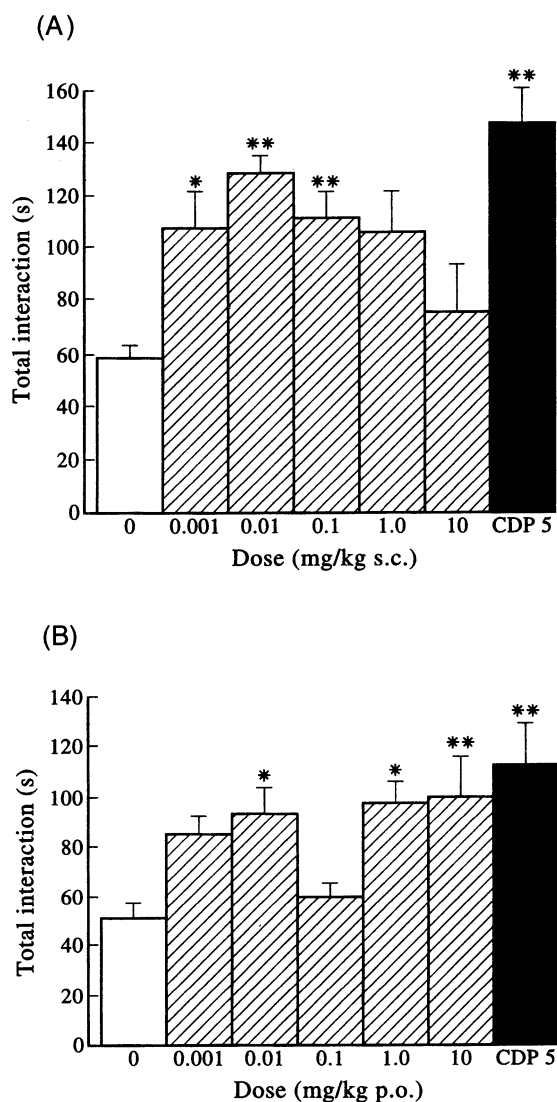 (A)
Total interaction (s)
160
140
120
100
80
60
40
20
0
* ** ** **
0 0.001 0.01 0.1 1.0 10 CDP 5
Dose (mg/kg s.c.)
(B)
Total interaction (s)
140
120
100
80
60
40
20
0
* * ** **
0 0.001 0.01 0.1 1.0 10 CDP 5
Dose (mg/kg p.o.)